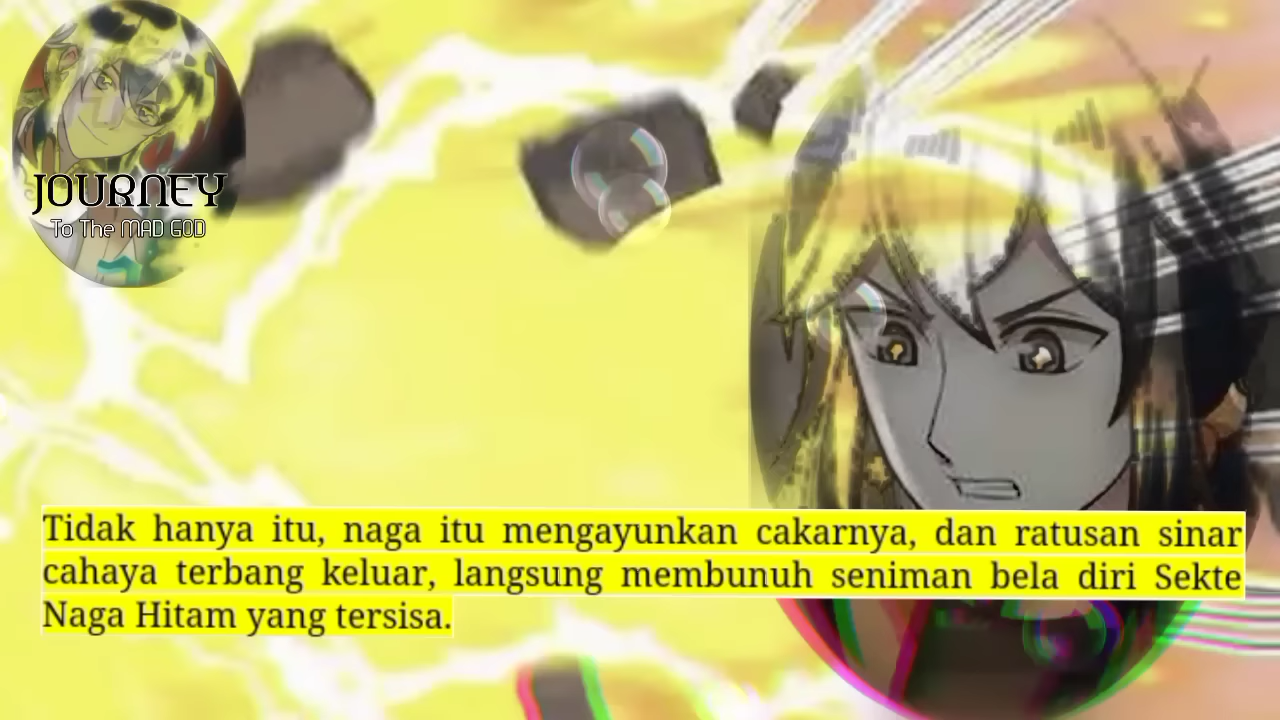 JOURNEY
To The MAD GOD
Tidak hanya itu, naga itu mengayunkan cakarnya, dan ratusan sinar
cahaya terbang keluar, langsung membunuh seniman bela diri Sekte
Naga Hitam yang tersisa.